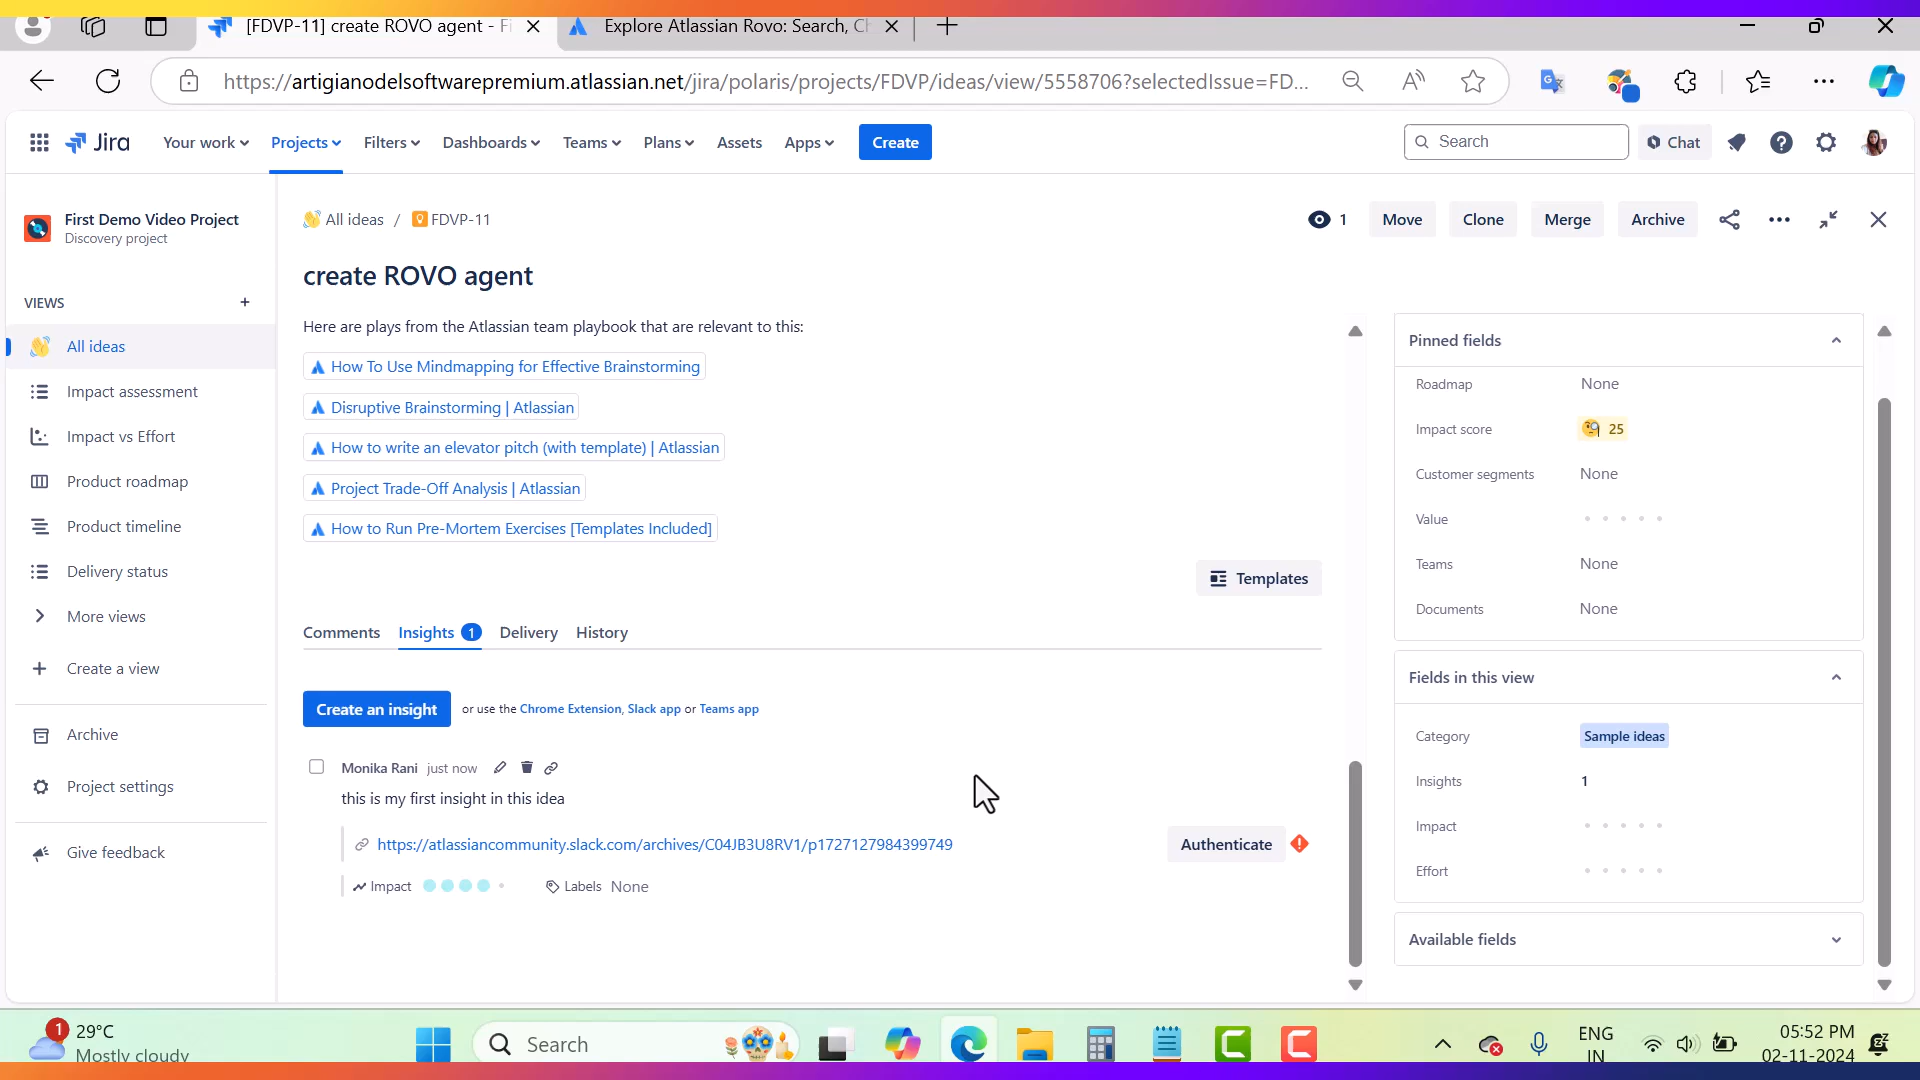 [FDVP-11] create ROVO agent - Fi
Explore Atlassian Rovo: Search, Ch
https://artigianodelsoftwarepremium.atlassian.net/jira/polaris/projects/FDVP/ideas/view/5558706?selectedIssue=FD...
Jira
Your work
Projects
Filters
Dashboards
Teams
Plans
Assets
Apps
Create
Search
Chat
First Demo Video Project
Discovery project
All ideas / FDVP-11
1
Move
Clone
Merge
Archive
create ROVO agent
VIEWS
All ideas
Impact assessment
Impact vs Effort
Product roadmap
Product timeline
Delivery status
More views
Create a view
Archive
Project settings
Give feedback
Here are plays from the Atlassian team playbook that are relevant to this:
How To Use Mindmapping for Effective Brainstorming
Disruptive Brainstorming | Atlassian
How to write an elevator pitch (with template) | Atlassian
Project Trade-Off Analysis | Atlassian
How to Run Pre-Mortem Exercises [Templates Included]
Templates
Comments
Insights 1
Delivery
History
Create an insight
or use the Chrome Extension, Slack app or Teams app
Monika Rani just now
this is my first insight in this idea
https://atlassiancommunity.slack.com/archives/C04JB3U8RV1/p1727127984399749
Authenticate
Impact
Labels None
Pinned fields
Roadmap None
Impact score 25
Customer segments None
Value
Teams None
Documents None
Fields in this view
Category Sample ideas
Insights 1
Impact
Effort
Available fields
1
29°C
Mostly cloudy
Search
ENG
IN
05:52 PM
02-11-2024